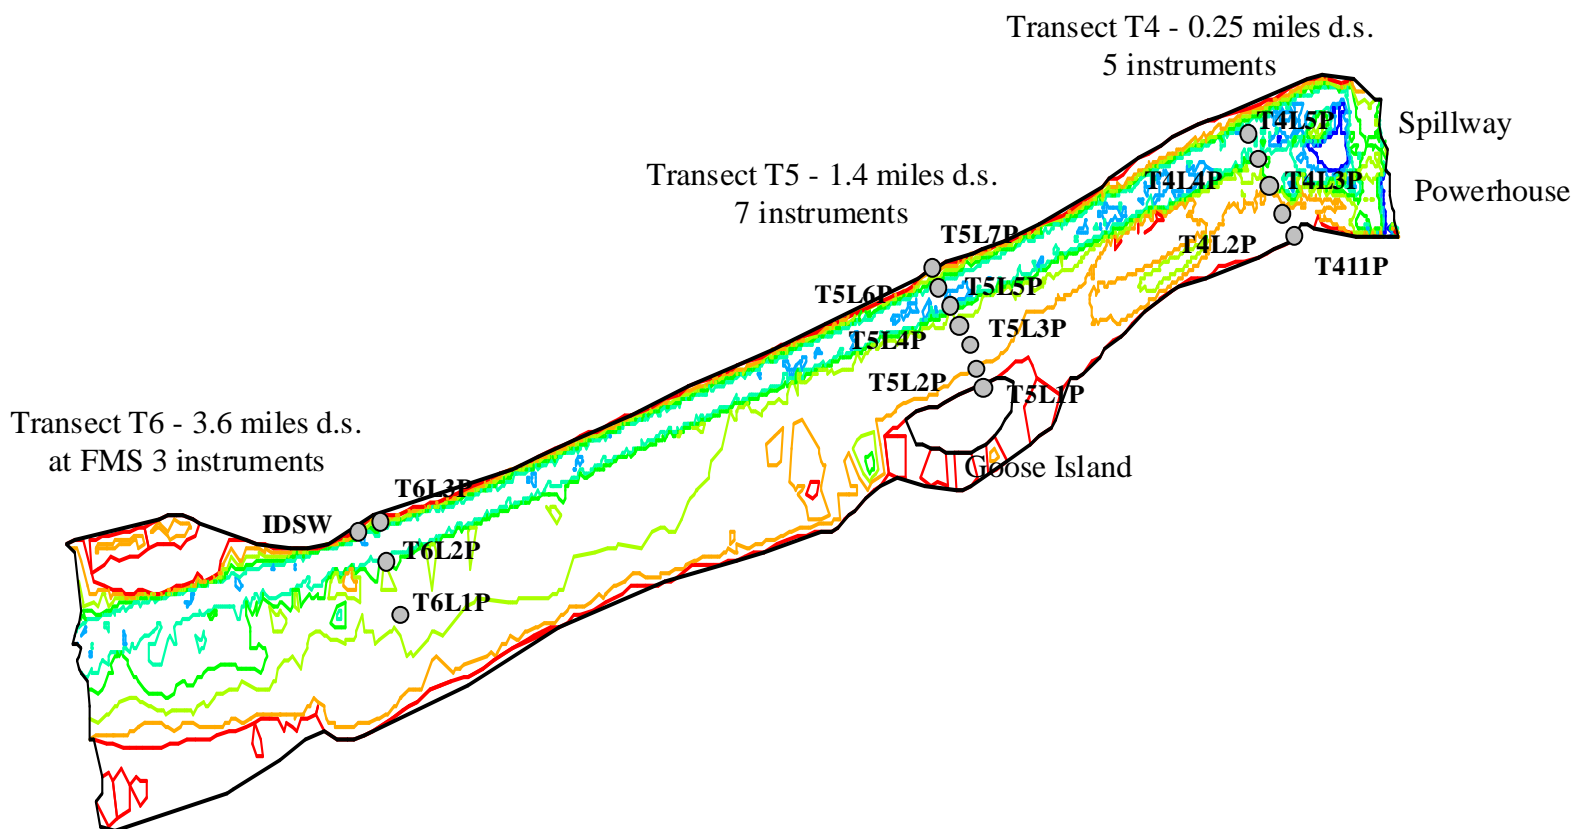 Transect T4 - 0.25 miles d.s.
5 instruments
T4L5P
Spillway
Transect T5 - 1.4 miles d.s.
7 instruments
T4L4P
T4L3P
Powerhouse
T5L7P
T4L2P
T411P
T5L6P
T5L5P
T5L4P
T5L3P
T5L2P
T5L1P
Transect T6 - 3.6 miles d.s.
at FMS 3 instruments
Goose Island
T6L3P
IDSW
T6L2P
T6L1P